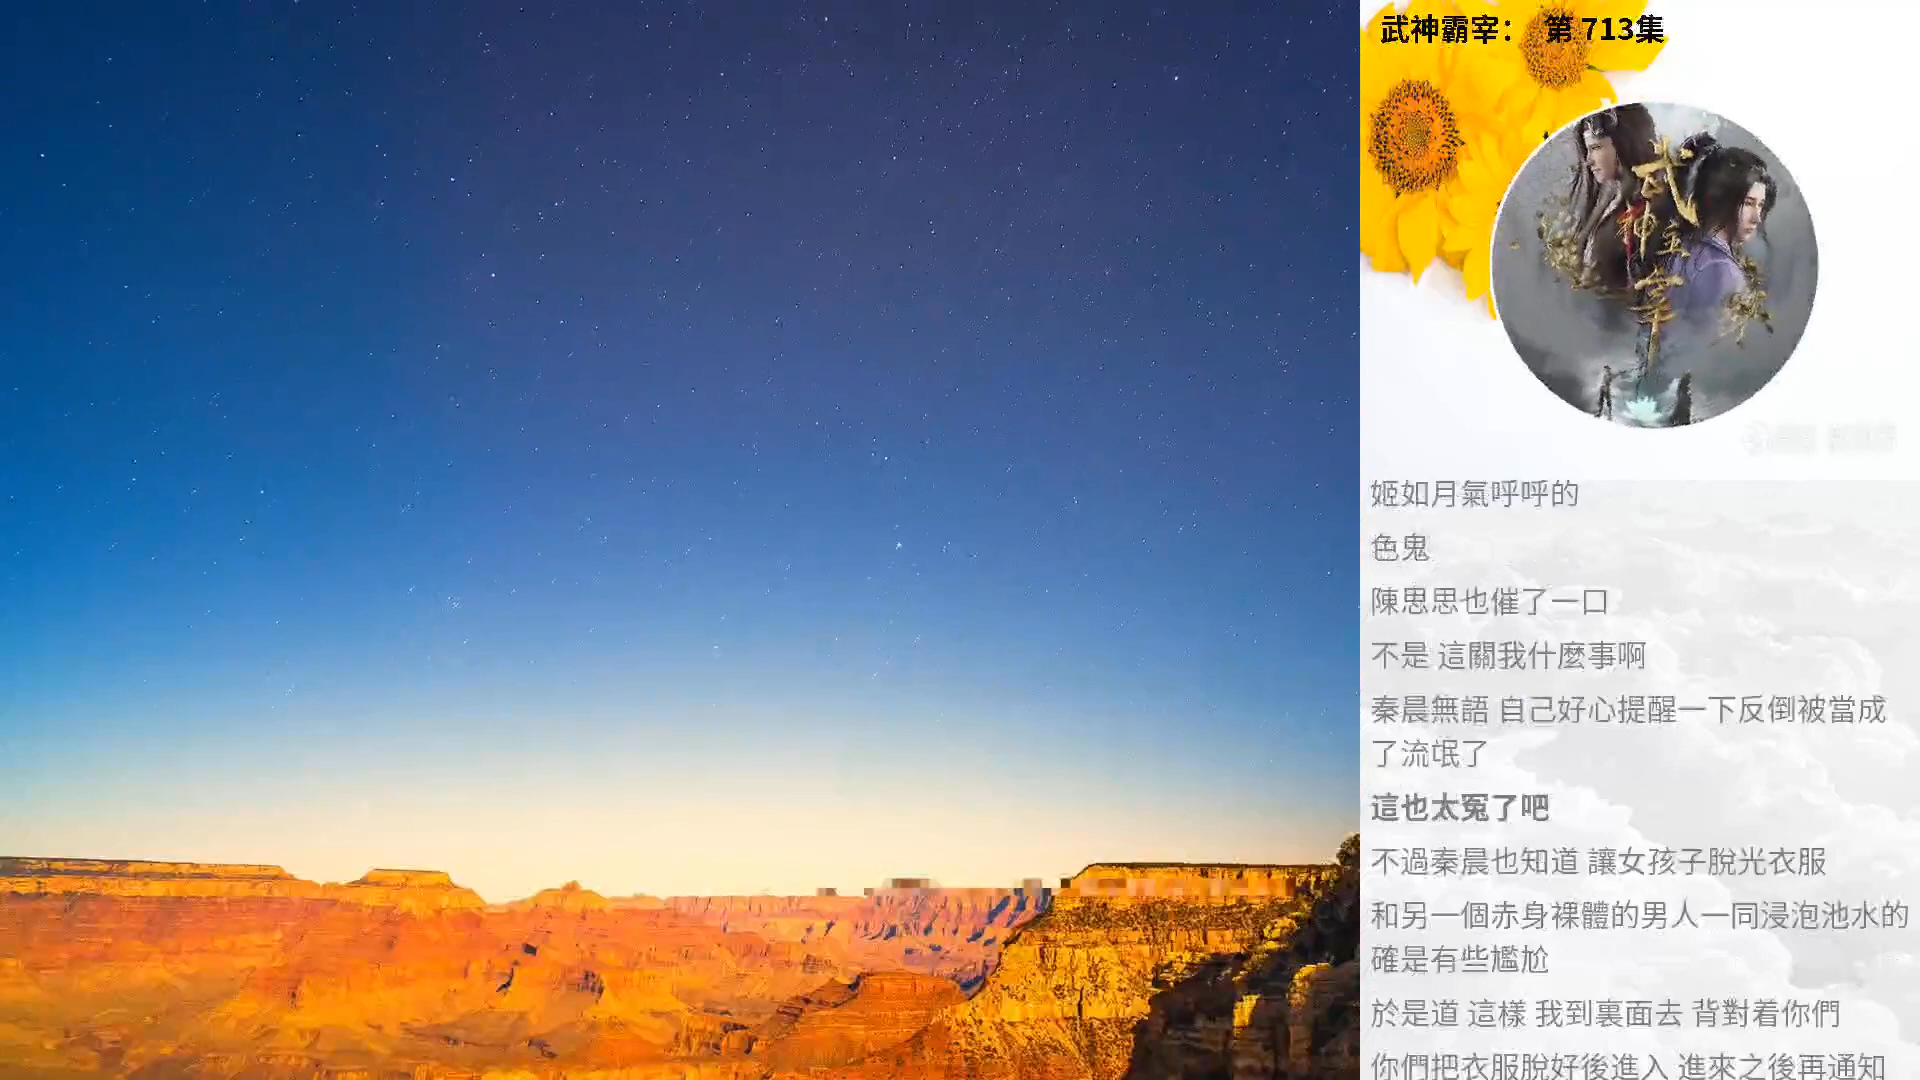 武神霸宰： 第 713集
武神主宰
姬如月氣呼呼的
色鬼
陳思思也催了一口
不是 這關我什麼事啊
秦晨無語 自己好心提醒一下反倒被當成
了流氓了
這也太冤了吧
不過秦晨也知道 讓女孩子脫光衣服
和另一個赤身裸體的男人一同浸泡池水的
確是有些尷尬
於是道 這樣 我到裏面去 背對着你們
你們把衣服脫好後進入 進來之後再通知